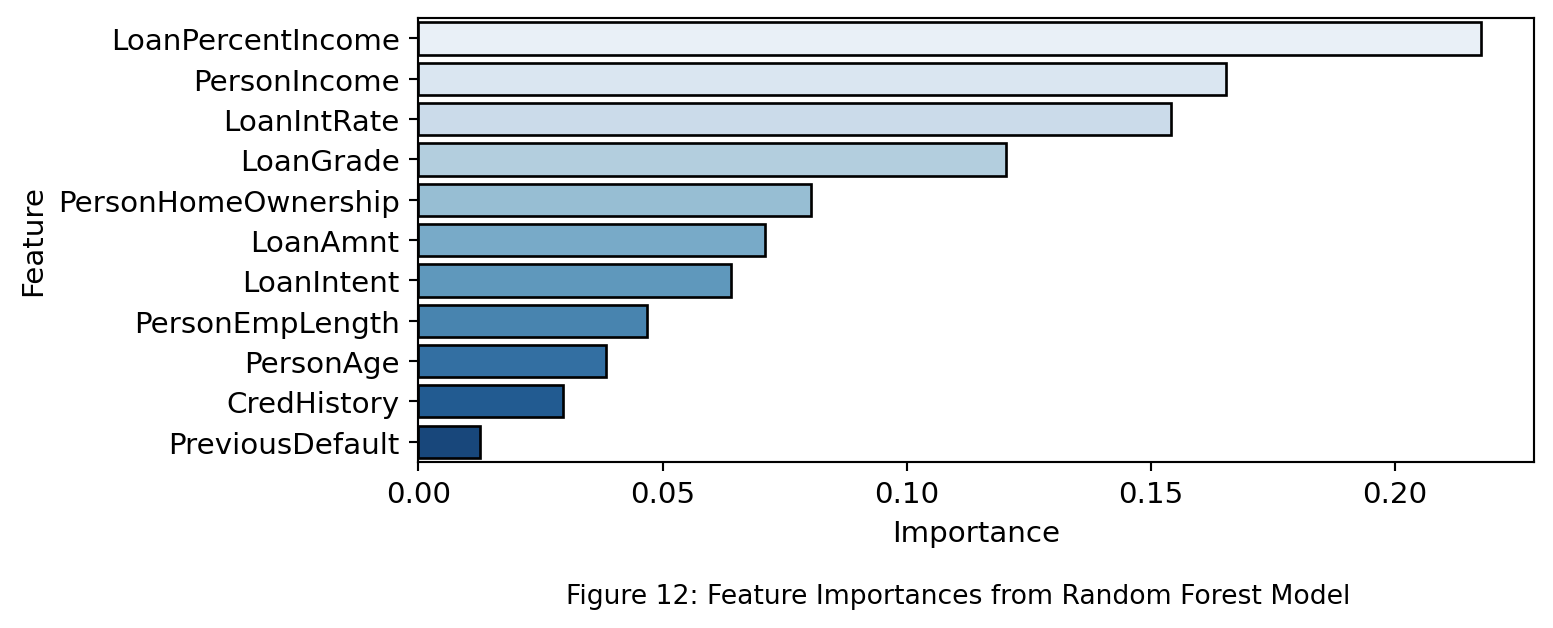 LoanPercentIncome
PersonIncome
LoanIntRate
LoanGrade
PersonHomeOwnership
LoanAmnt
LoanIntent
PersonEmpLength
PersonAge
CredHistory
PreviousDefault
Feature
0.00 0.05 0.10 0.15 0.20
Importance
Figure 12: Feature Importances from Random Forest Model